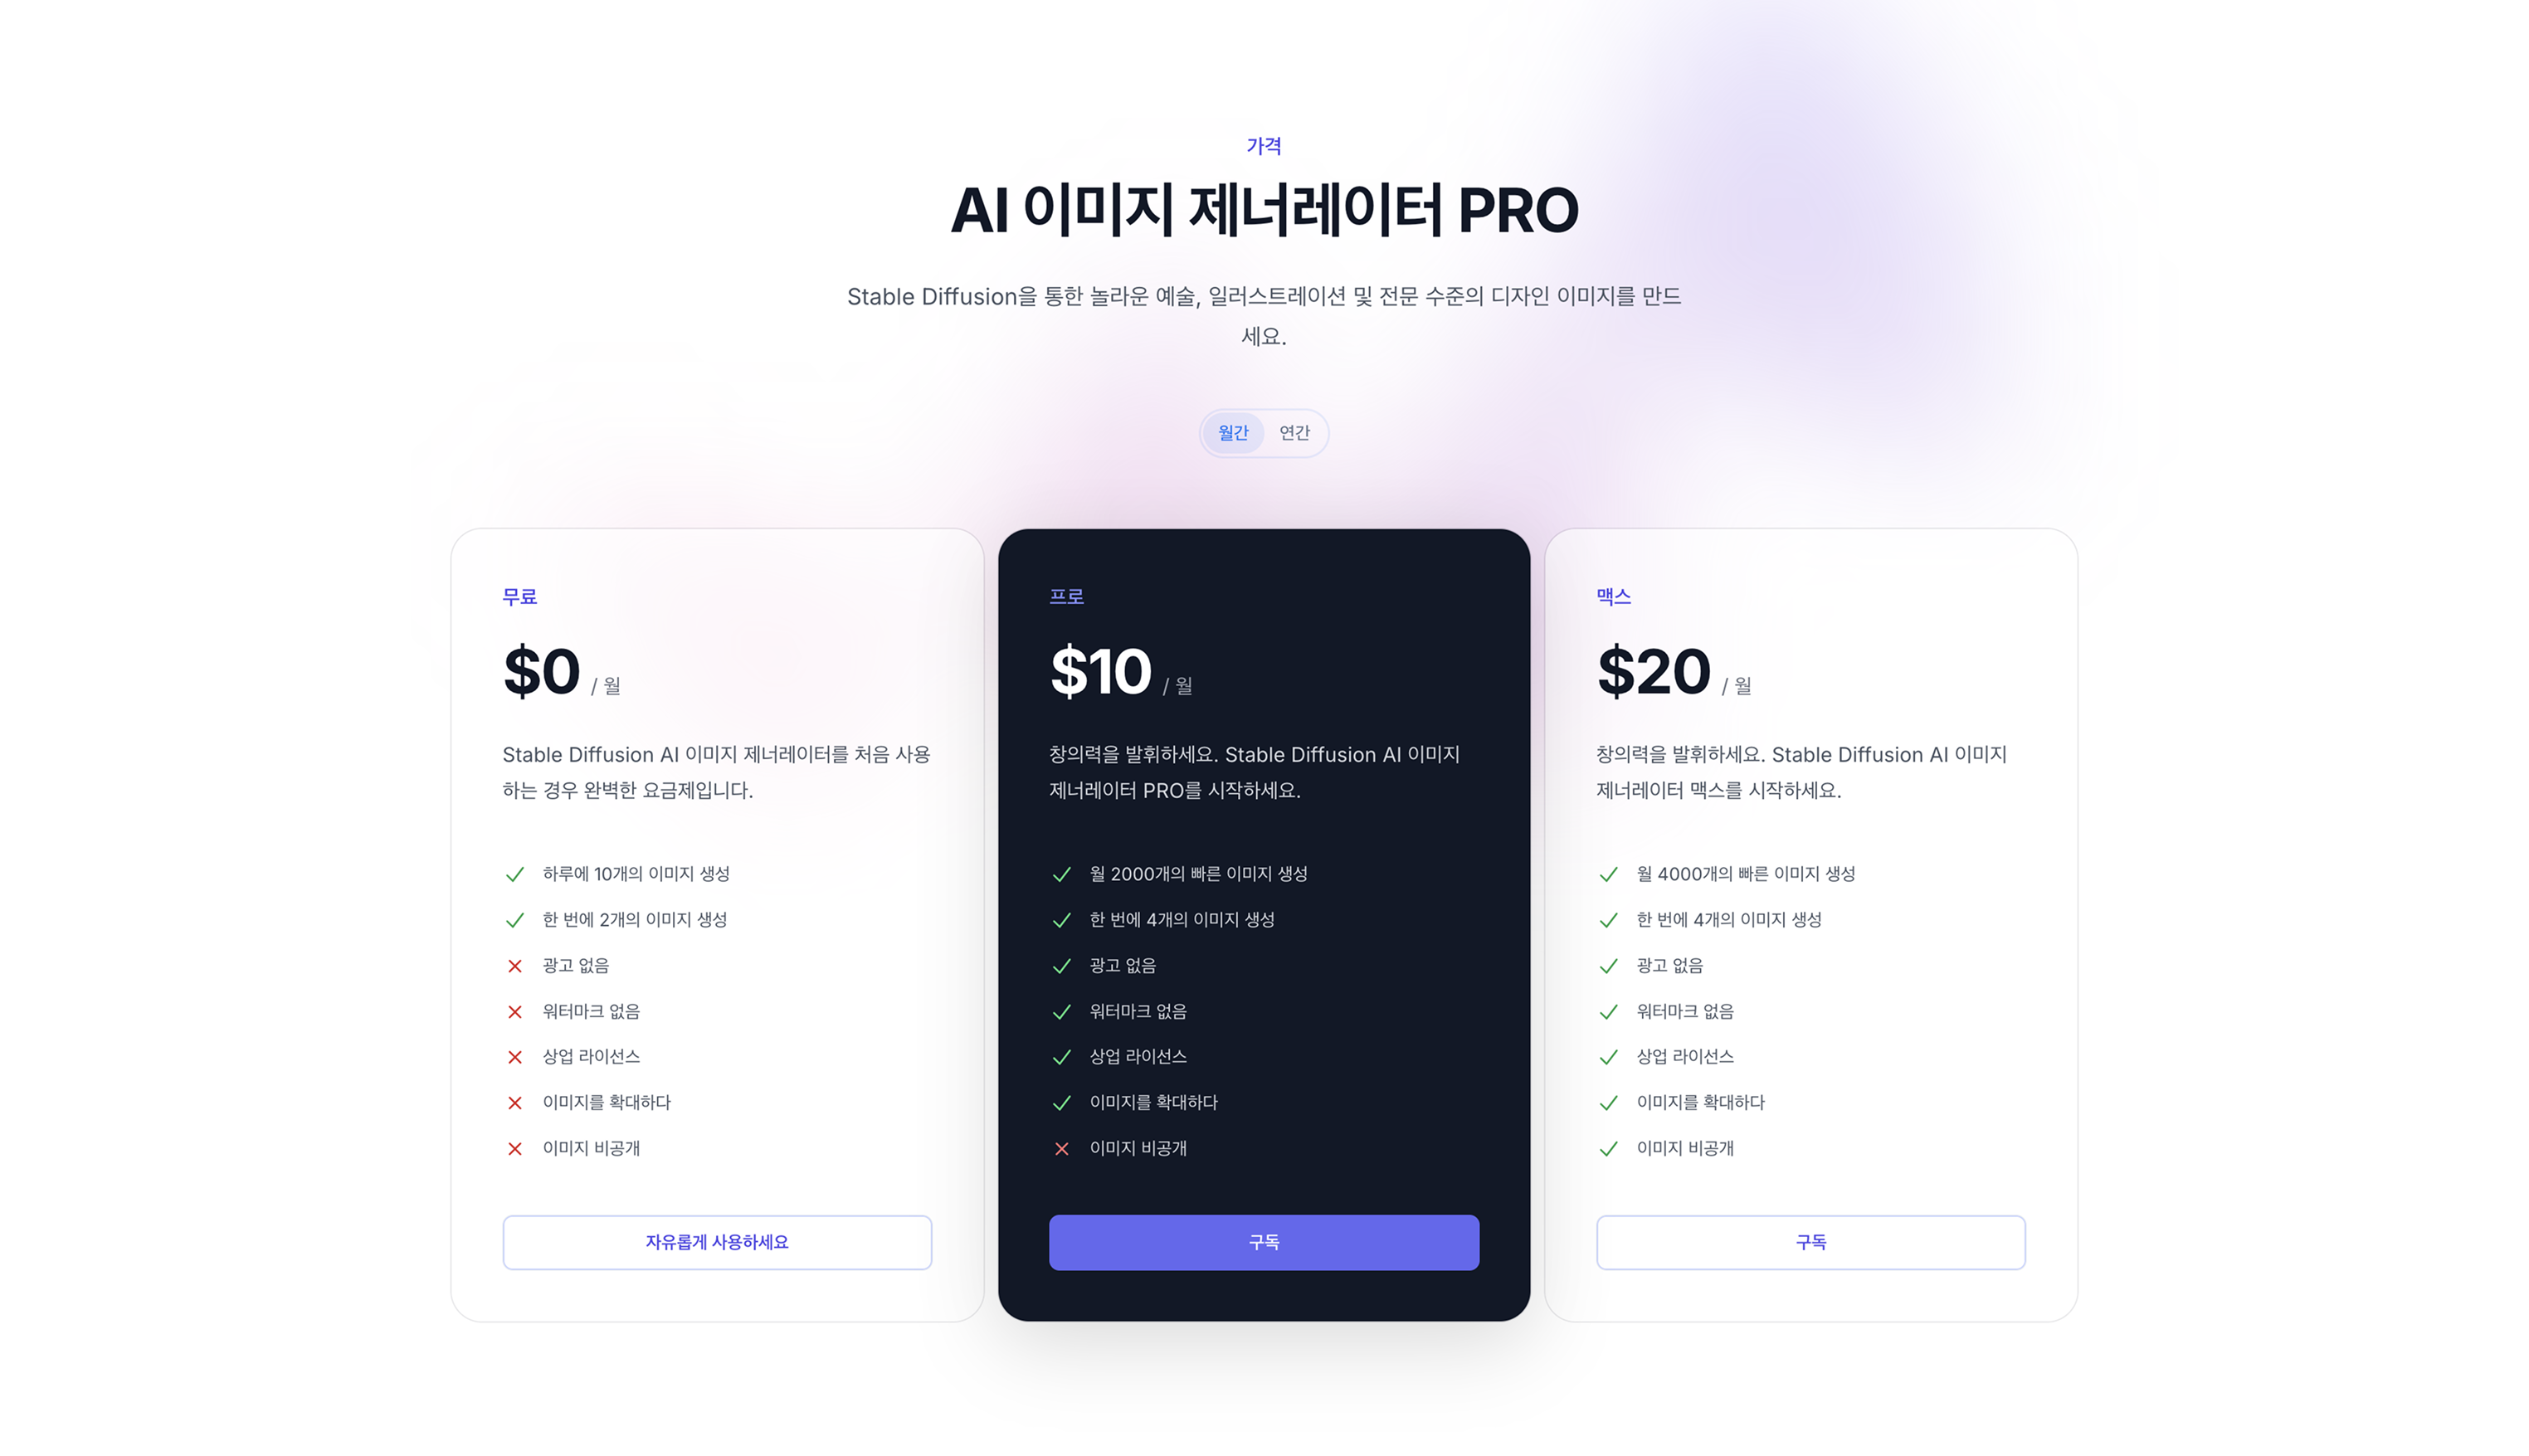 가격
AI 이미지 제너레이터 PRO
Stable Diffusion을 통한 놀라운 예술, 일러스트레이션 및 전문 수준의 디자인 이미지를 만드
세요.
월간 연간
무료
$0 / 월
Stable Diffusion AI 이미지 제너레이터를 처음 사용
하는 경우 완벽한 요금제입니다.
하루에 10개의 이미지 생성
한 번에 2개의 이미지 생성
광고 없음
워터마크 없음
상업 라이선스
이미지를 확대하다
이미지 비공개
자유롭게 사용하세요
프로
$10 / 월
창의력을 발휘하세요. Stable Diffusion AI 이미지
제너레이터 PRO를 시작하세요.
월 2000개의 빠른 이미지 생성
한 번에 4개의 이미지 생성
광고 없음
워터마크 없음
상업 라이선스
이미지를 확대하다
이미지 비공개
구독
맥스
$20 / 월
창의력을 발휘하세요. Stable Diffusion AI 이미지
제너레이터 맥스를 시작하세요.
월 4000개의 빠른 이미지 생성
한 번에 4개의 이미지 생성
광고 없음
워터마크 없음
상업 라이선스
이미지를 확대하다
이미지 비공개
구독